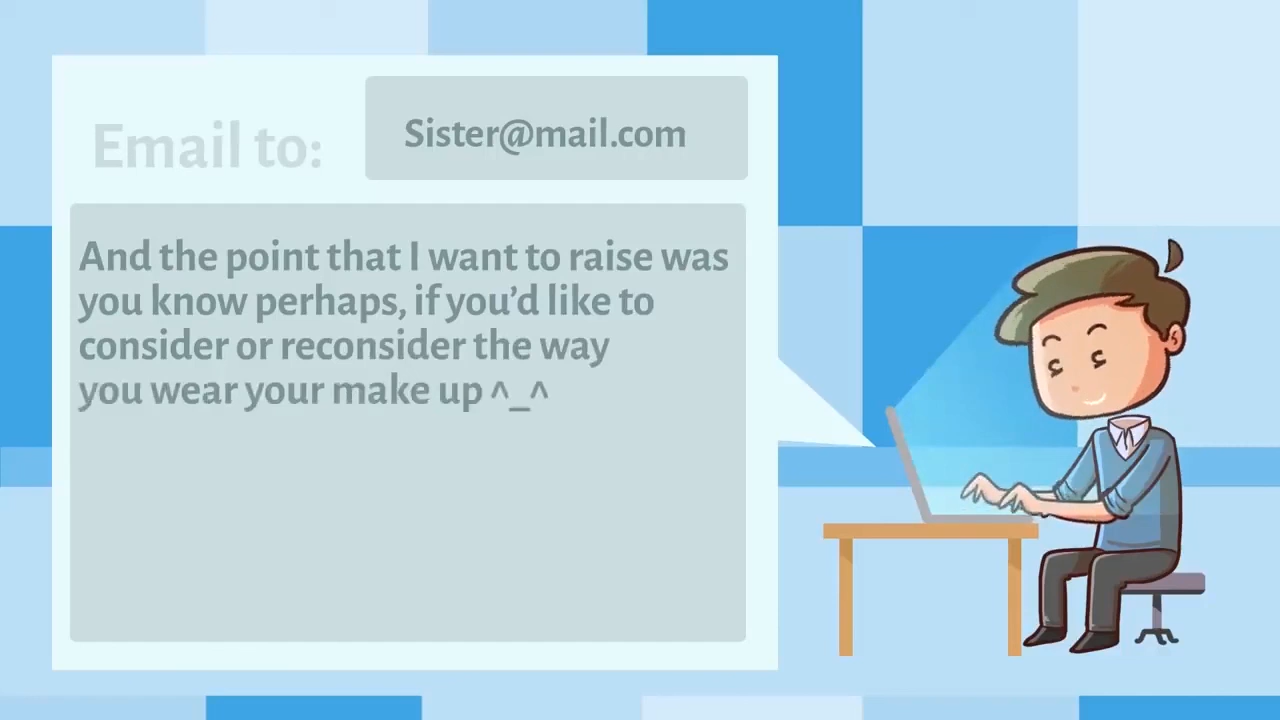 Email to:
Sister@mail.com
And the point that I want to raise was
you know perhaps, if you’d like to
consider or reconsider the way
you wear your make up ^_^